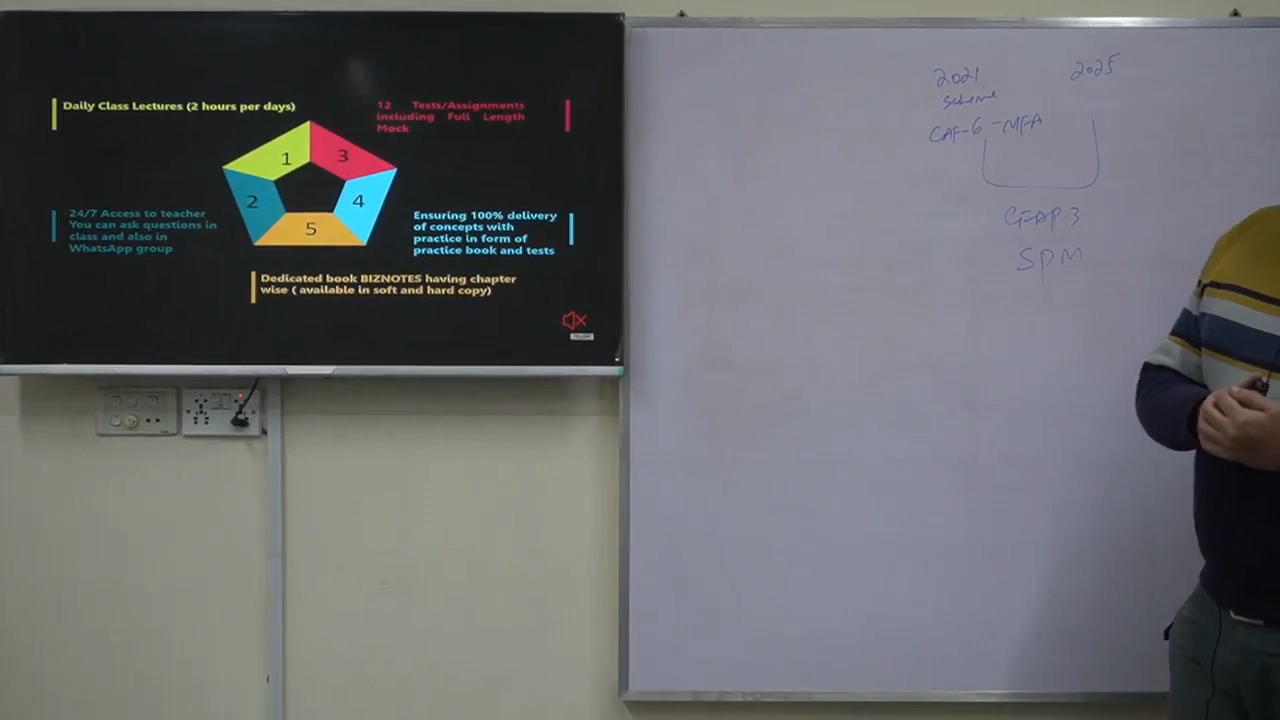 Daily Class Lectures (2 hours per days)
12 Tests/Assignments
including Full Length
Mock
1
3
2
4
5
24/7 Access to teacher
You can ask questions in
class and also in
WhatsApp group
Ensuring 100% delivery
of concepts with
practice in form of
practice book and tests
Dedicated book BIZNOTES having chapter
wise ( available in soft and hard copy)
2021
2025
Scheme
CAF-6 -MFA
CFAP 3
SPM